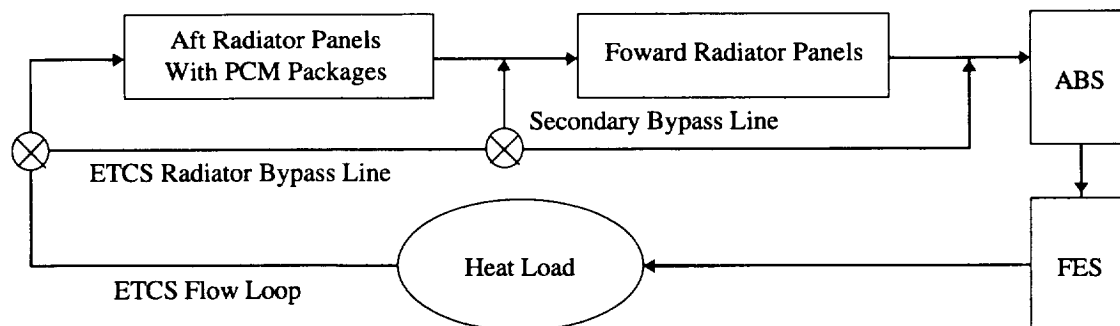 Aft Radiator Panels
With PCM Packages
Foward Radiator Panels
ABS
Secondary Bypass Line
ETCS Radiator Bypass Line
Heat Load
FES
ETCS Flow Loop